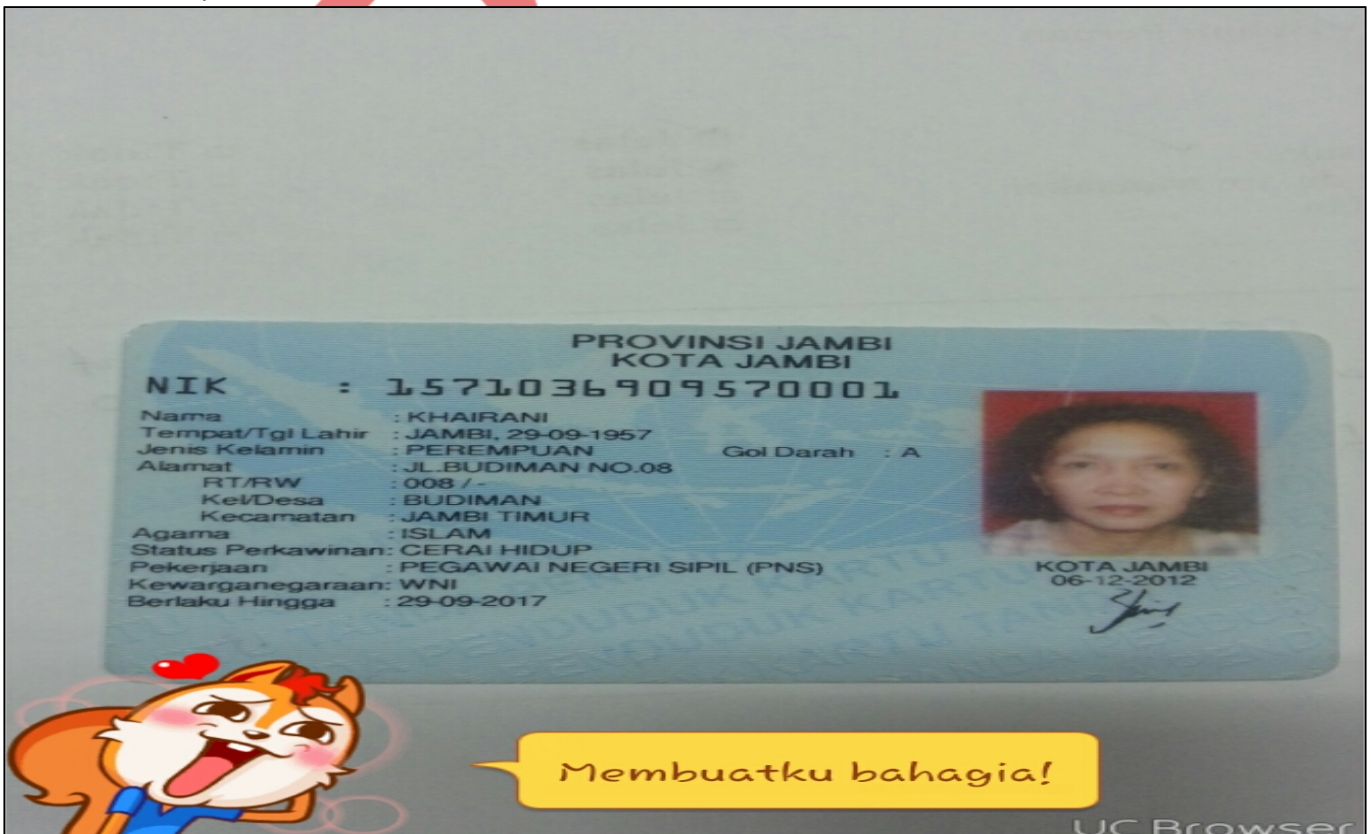 PROVINSI JAMBI
KOTA JAMBI
NIK : 1571036909570001
Nama : KHAIRANI
Tempat/Tgl Lahir : JAMBI, 29-09-1957
Jenis Kelamin : PEREMPUAN Gol Darah : A
Alamat : JL.BUDIMAN NO.08
RT/RW : 008 / -
Kel/Desa : BUDIMAN
Kecamatan : JAMBI TIMUR
Agama : ISLAM
Status Perkawinan: CERAI HIDUP
Pekerjaan : PEGAWAI NEGERI SIPIL (PNS)
Kewarganegaraan: WNI
Berlaku Hingga : 29-09-2017
KOTA JAMBI
06-12-2012
Membuatku bahagia!
UC Browser